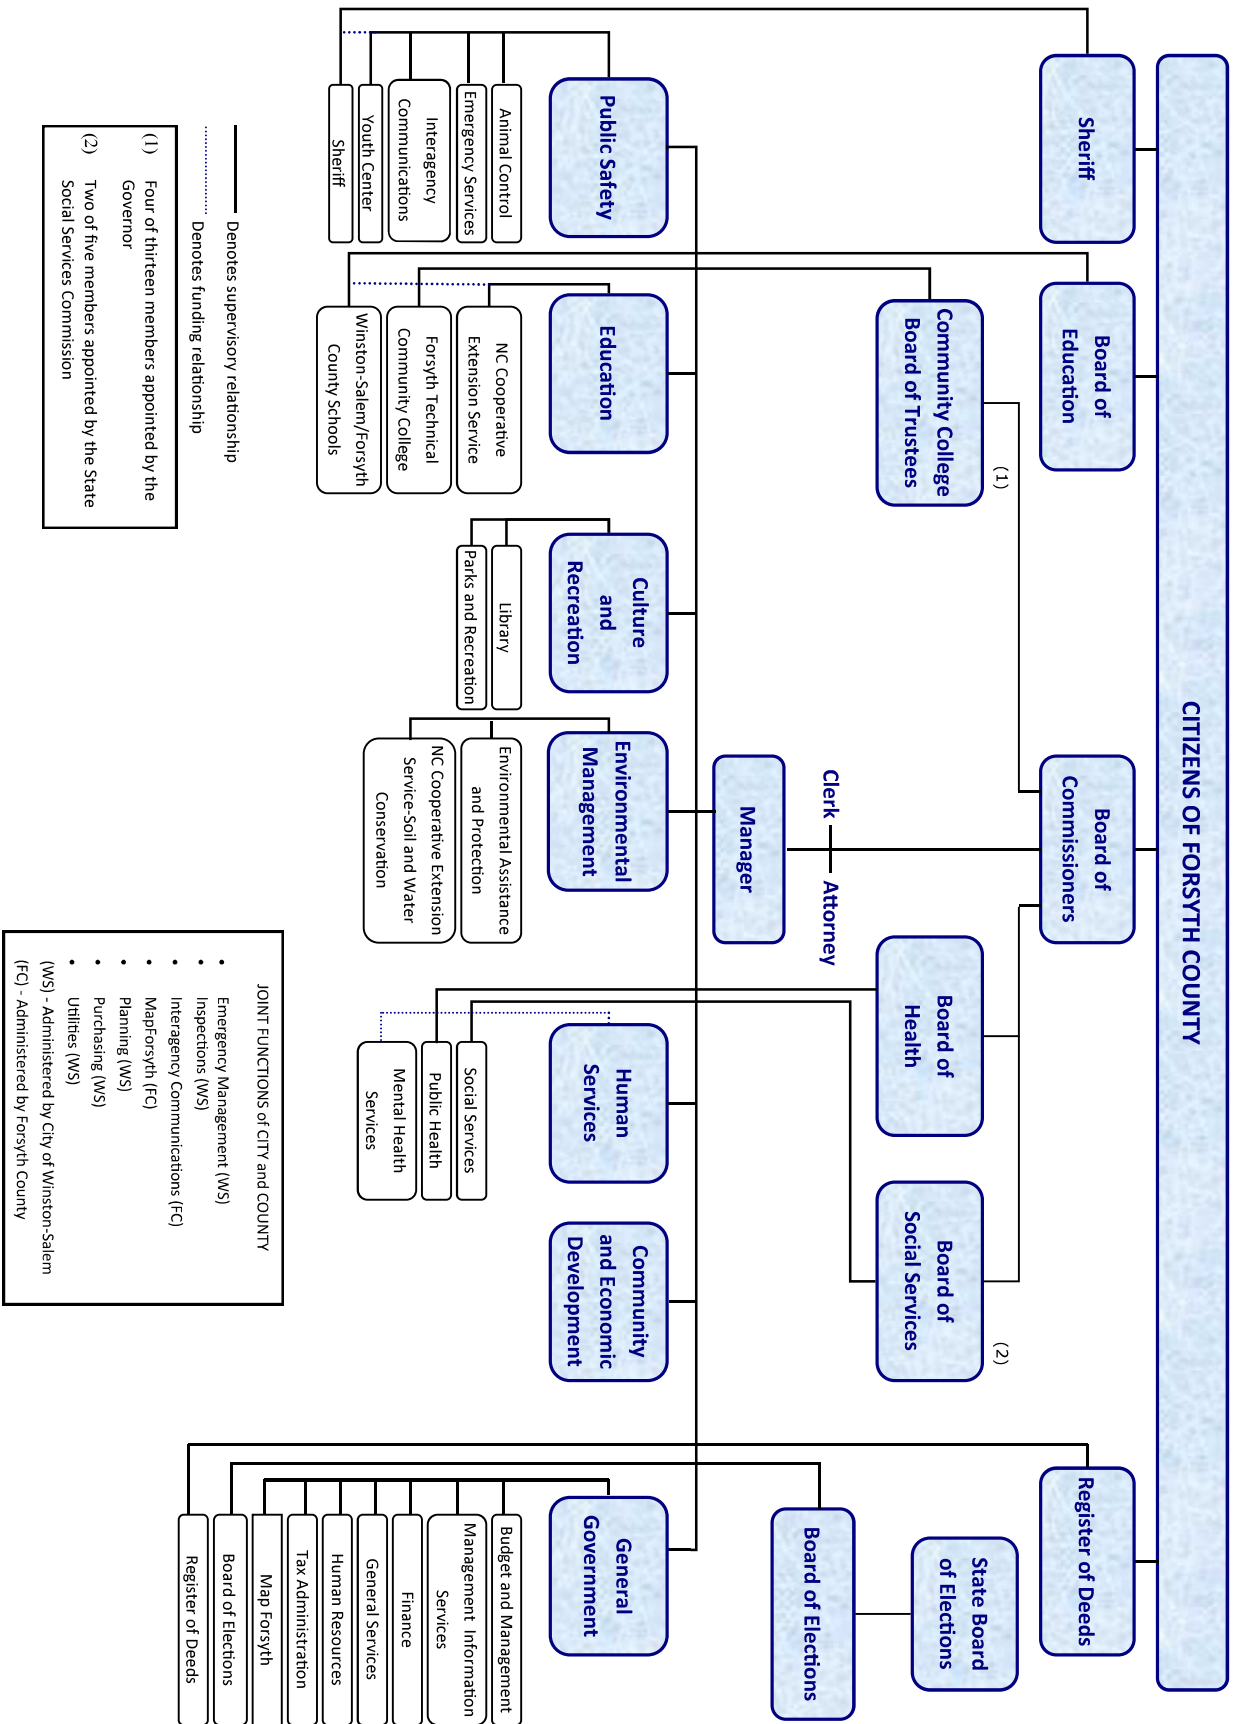 CITIZENS OF FORSYTH COUNTY
Sheriff
Board of
Education
Board of
Commissioners
Register of Deeds
Community College
Board of Trustees
(1)
Board of
Health
Board of
Social Services
(2)
State Board
of Elections
Clerk
Attorney
Board of Elections
Manager
Public Safety
Animal Control
Emergency Services
Interagency
Communications
Youth Center
Sheriff
Education
NC Cooperative
Extension Service
Forsyth Technical
Community College
Winston-Salem/Forsyth
County Schools
Culture
and
Recreation
Library
Parks and Recreation
Environmental
Management
Environmental Assistance
and Protection
NC Cooperative Extension
Service-Soil and Water
Conservation
Human
Services
Social Services
Public Health
Mental Health
Services
Community
and Economic
Development
General
Government
Budget and Management
Management Information
Services
Finance
General Services
Human Resources
Tax Administration
Map Forsyth
Board of Elections
Register of Deeds
Denotes supervisory relationship
Denotes funding relationship
(1) Four of thirteen members appointed by the
Governor
(2) Two of five members appointed by the State
Social Services Commission
JOINT FUNCTIONS of CITY and COUNTY
• Emergency Management (WS)
• Inspections (WS)
• Interagency Communications (FC)
• MapForsyth (FC)
• Planning (WS)
• Purchasing (WS)
• Utilities (WS)
(WS) - Administered by City of Winston-Salem
(FC) - Administered by Forsyth County